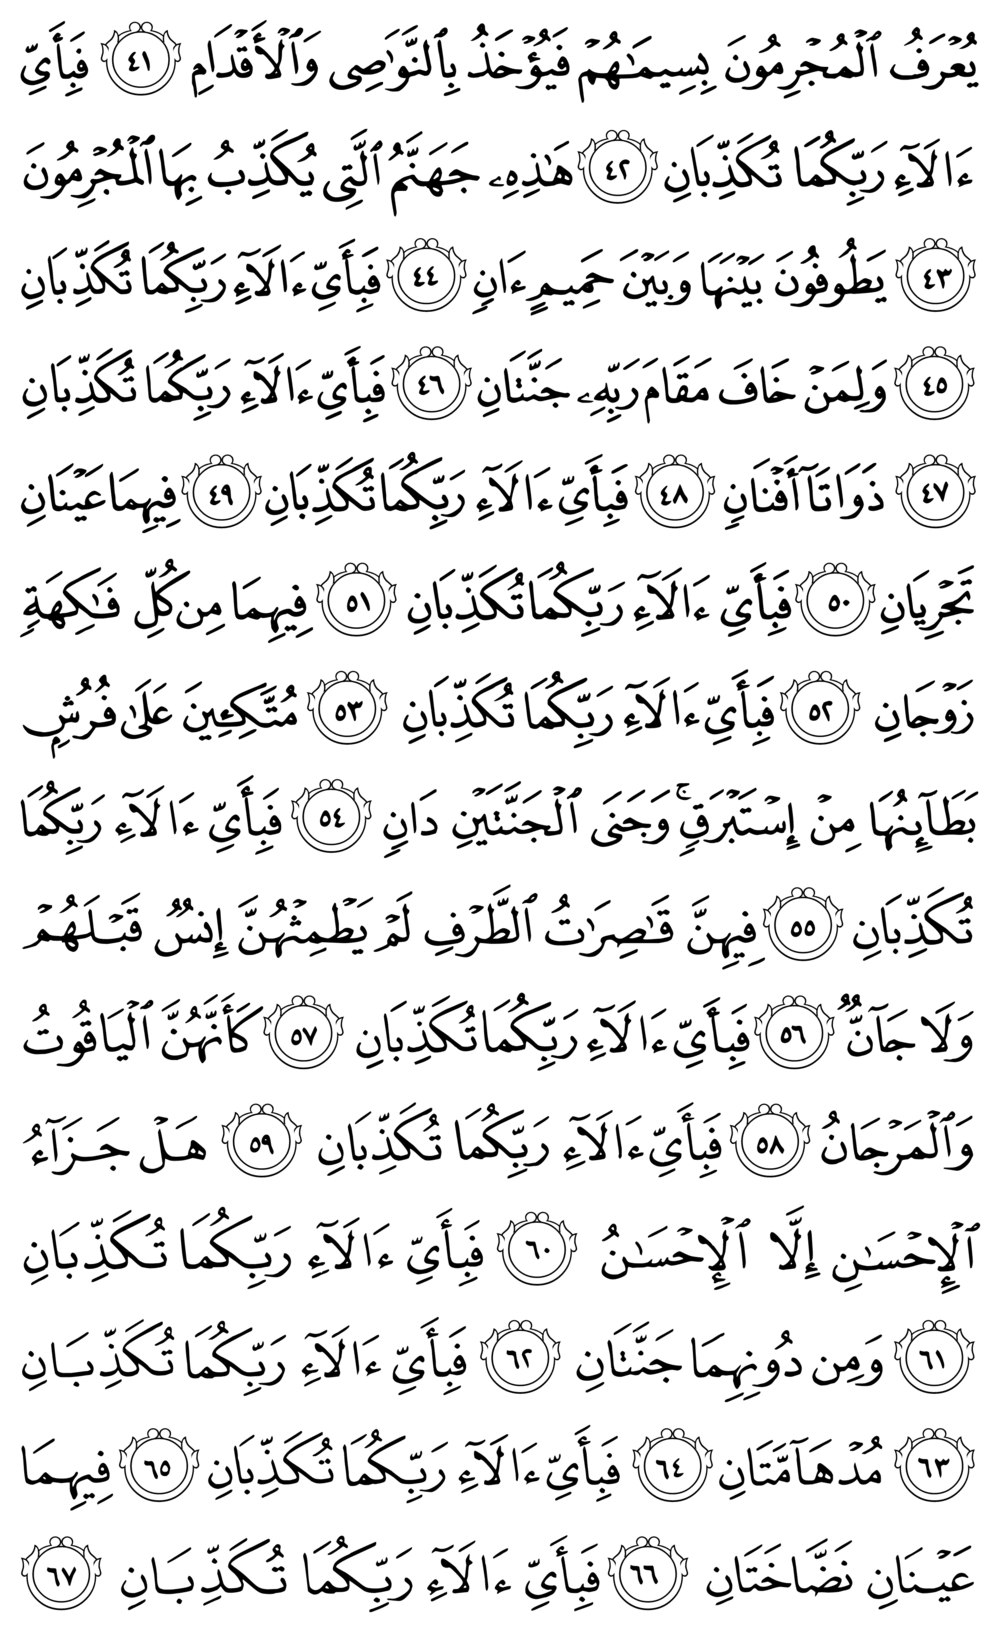 يُعْرَفُ ٱلْمُجْرِمُونَ بِسِيمَٰهُمْ فَيُؤْخَذُ بِٱلنَّوَٰصِى وَٱلْأَقْدَامِ ٤١ فَبِأَىِّ
ءَالَآءِ رَبِّكُمَا تُكَذِّبَانِ ٤٢ هَٰذِهِۦ جَهَنَّمُ ٱلَّتِى يُكَذِّبُ بِهَا ٱلْمُجْرِمُونَ
٤٣ يَطُوفُونَ بَيْنَهَا وَبَيْنَ حَمِيمٍ ءَانٍ ٤٤ فَبِأَىِّ ءَالَآءِ رَبِّكُمَا تُكَذِّبَانِ
٤٥ وَلِمَنْ خَافَ مَقَامَ رَبِّهِۦ جَنَّتَانِ ٤٦ فَبِأَىِّ ءَالَآءِ رَبِّكُمَا تُكَذِّبَانِ
٤٧ ذَوَاتَآ أَفْنَانٍ ٤٨ فَبِأَىِّ ءَالَآءِ رَبِّكُمَا تُكَذِّبَانِ ٤٩ فِيهِمَا عَيْنَانِ
تَجْرِيَانِ ٥٠ فَبِأَىِّ ءَالَآءِ رَبِّكُمَا تُكَذِّبَانِ ٥١ فِيهِمَا مِن كُلِّ فَٰكِهَةٍ
زَوْجَانِ ٥٢ فَبِأَىِّ ءَالَآءِ رَبِّكُمَا تُكَذِّبَانِ ٥٣ مُتَّكِـِٔينَ عَلَىٰ فُرُشٍۭ
بَطَآئِنُهَا مِنْ إِسْتَبْرَقٍ ۚ وَجَنَى ٱلْجَنَّتَيْنِ دَانٍ ٥٤ فَبِأَىِّ ءَالَآءِ رَبِّكُمَا
تُكَذِّبَانِ ٥٥ فِيهِنَّ قَٰصِرَٰتُ ٱلطَّرْفِ لَمْ يَطْمِثْهُنَّ إِنسٌ قَبْلَهُمْ
وَلَا جَآنٌّ ٥٦ فَبِأَىِّ ءَالَآءِ رَبِّكُمَا تُكَذِّبَانِ ٥٧ كَأَنَّهُنَّ ٱلْيَاقُوتُ
وَٱلْمَرْجَانُ ٥٨ فَبِأَىِّ ءَالَآءِ رَبِّكُمَا تُكَذِّبَانِ ٥٩ هَلْ جَزَآءُ
ٱلْإِحْسَٰنِ إِلَّا ٱلْإِحْسَٰنُ ٦٠ فَبِأَىِّ ءَالَآءِ رَبِّكُمَا تُكَذِّبَانِ
٦١ وَمِن دُونِهِمَا جَنَّتَانِ ٦٢ فَبِأَىِّ ءَالَآءِ رَبِّكُمَا تُكَذِّبَانِ
٦٣ مُدْهَآمَّتَانِ ٦٤ فَبِأَىِّ ءَالَآءِ رَبِّكُمَا تُكَذِّبَانِ ٦٥ فِيهِمَا
عَيْنَانِ نَضَّاخَتَانِ ٦٦ فَبِأَىِّ ءَالَآءِ رَبِّكُمَا تُكَذِّبَانِ ٦٧